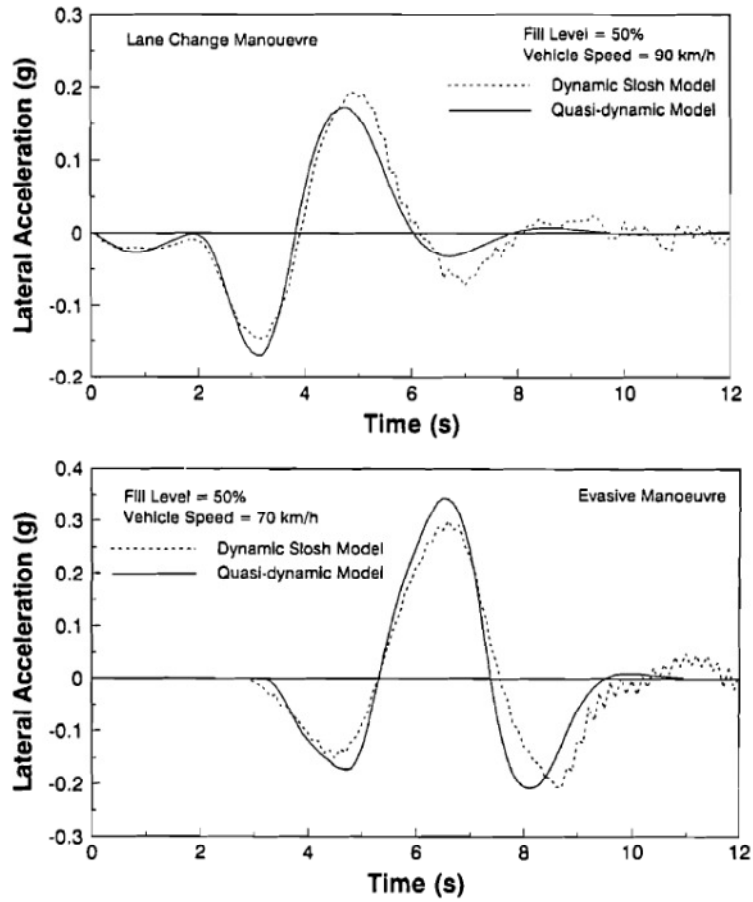 Lane Change Manouevre
Fill Level = 50%
Vehicle Speed = 90 km/h
Dynamic Slosh Model
Quasi-dynamic Model
Lateral Acceleration (g)
0.3
0.2
0.1
0
-0.1
-0.2
0 2 4 6 8 10 12
Time (s)
Fill Level = 50%
Vehicle Speed = 70 km/h
Evasive Manoeuvre
Dynamic Slosh Model
Quasi-dynamic Model
Lateral Acceleration (g)
0.4
0.3
0.2
0.1
0
-0.1
-0.2
-0.3
0 2 4 6 8 10 12
Time (s)